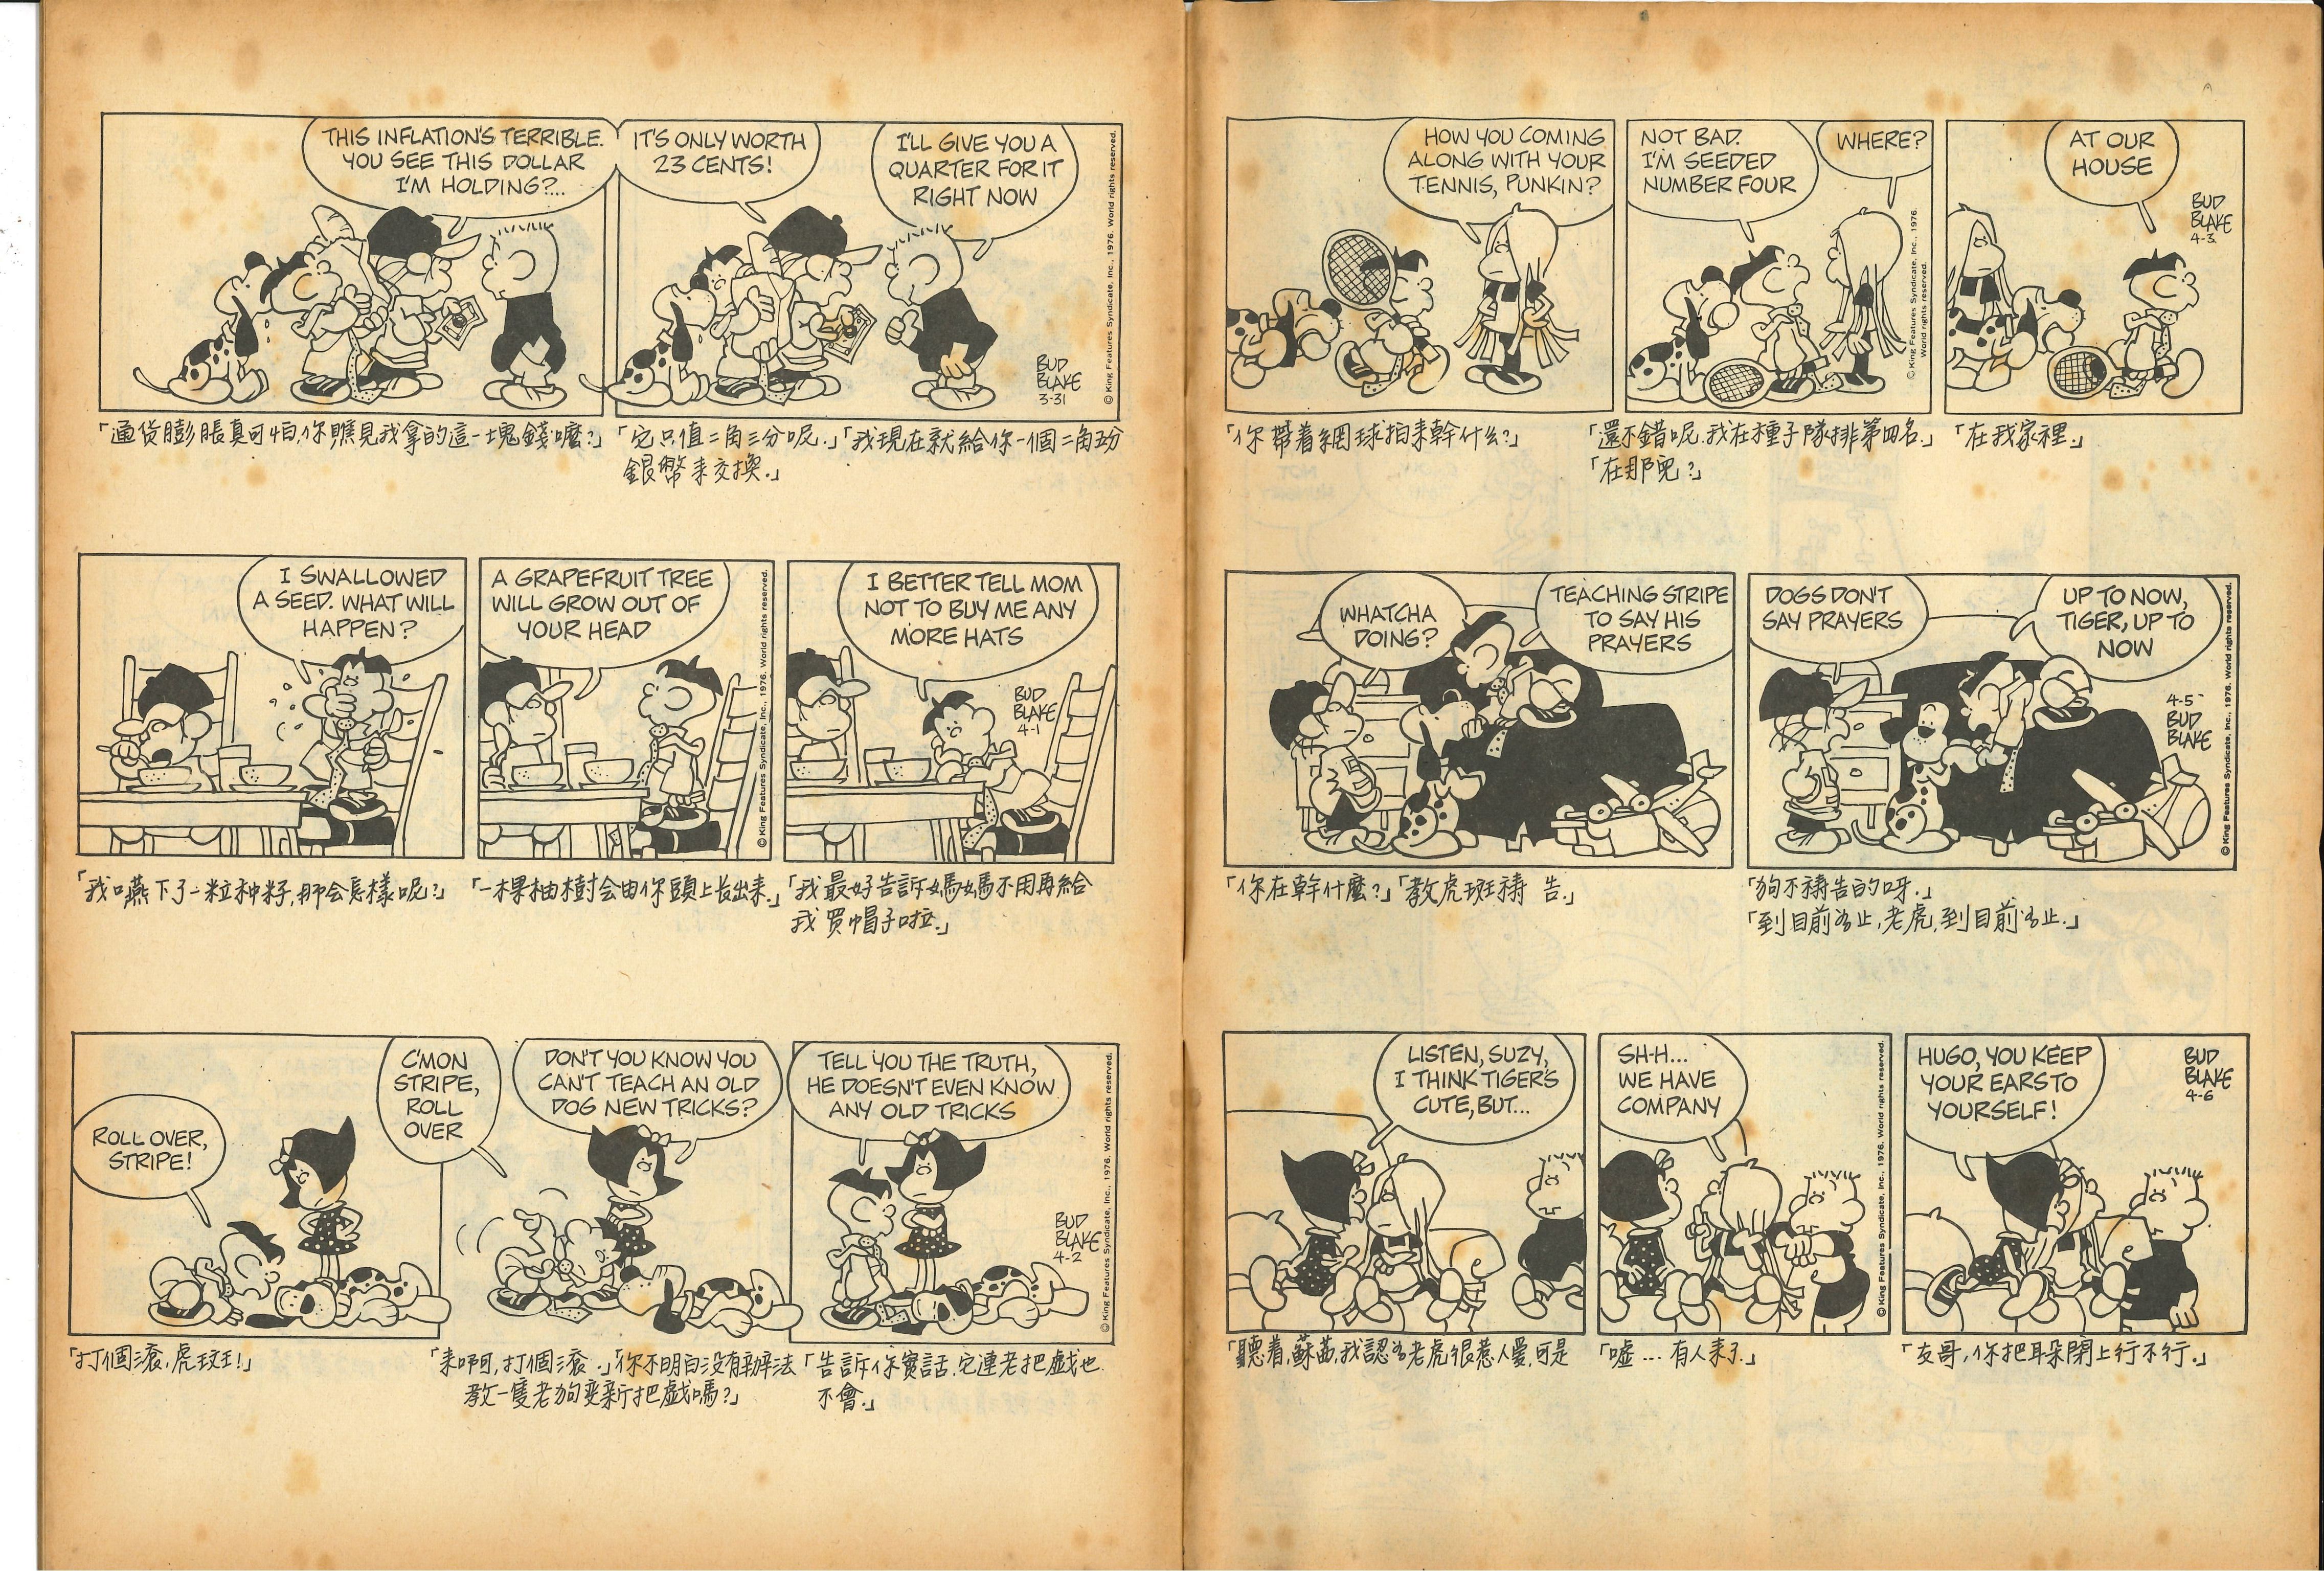 THIS INFLATION'S TERRIBLE.
YOU SEE THIS DOLLAR
I'M HOLDING?...
IT'S ONLY WORTH
23 CENTS!
I'LL GIVE YOU A
QUARTER FOR IT
RIGHT NOW
BUD
BLAKE
3-31
© King Features Syndicate, Inc., 1976. World rights reserved.
「通貨膨脹真可怕,你瞧見我拿的這一塊錢嚒?」
「它只值二角三分呢.」「我現在就給你一個二角五分
銀幣来交換.」
I SWALLOWED
A SEED. WHAT WILL
HAPPEN?
A GRAPEFRUIT TREE
WILL GROW OUT OF
YOUR HEAD
I BETTER TELL MOM
NOT TO BUY ME ANY
MORE HATS
BUD
BLAKE
4-1
© King Features Syndicate, Inc., 1976. World rights reserved.
「我嚥下了一粒种籽,那会怎樣呢?」
「一棵柚樹会由你頭上长出来.」
「我最好告訴媽媽不用再給
我買帽子啦.」
ROLL OVER,
STRIPE!
C'MON
STRIPE,
ROLL
OVER
DON'T YOU KNOW YOU
CAN'T TEACH AN OLD
DOG NEW TRICKS?
TELL YOU THE TRUTH,
HE DOESN'T EVEN KNOW
ANY OLD TRICKS
BUD
BLAKE
4-2
© King Features Syndicate, Inc., 1976. World rights reserved.
「打個滾,虎玟!」
「来啊,打個滾.」「你不明白没有辦法
教一隻老狗变新把戲嗎?」
「告訴你實話,它連老把戲也
不會.」
HOW YOU COMING
ALONG WITH YOUR
TENNIS, PUNKIN?
NOT BAD.
I'M SEEDED
NUMBER FOUR
WHERE?
AT OUR
HOUSE
BUD
BLAKE
4-3
© King Features Syndicate, Inc., 1976.
World rights reserved.
「你帶着網球拍来幹什么?」
「還不錯呢.我在種子隊排第四名.」
「在那兒?」
「在我家裡.」
WHATCHA
DOING?
TEACHING STRIPE
TO SAY HIS
PRAYERS
DOGS DON'T
SAY PRAYERS
UP TO NOW,
TIGER, UP TO
NOW
4-5
BUD
BLAKE
© King Features Syndicate, Inc., 1976. World rights reserved.
「你在幹什麼?」「教虎斑禱告.」
「狗不禱告的呀.」
「到目前为止,老虎,到目前为止.」
LISTEN, SUZY,
I THINK TIGER'S
CUTE, BUT...
SH-H...
WE HAVE
COMPANY
HUGO, YOU KEEP
YOUR EARS TO
YOURSELF!
BUD
BLAKE
4-6
© King Features Syndicate, Inc., 1976. World rights reserved.
「聽着,蘇茜,我認为老虎很惹人愛,可是
「嘘...有人来了.」
「友哥,你把耳朵閉上行不行.」